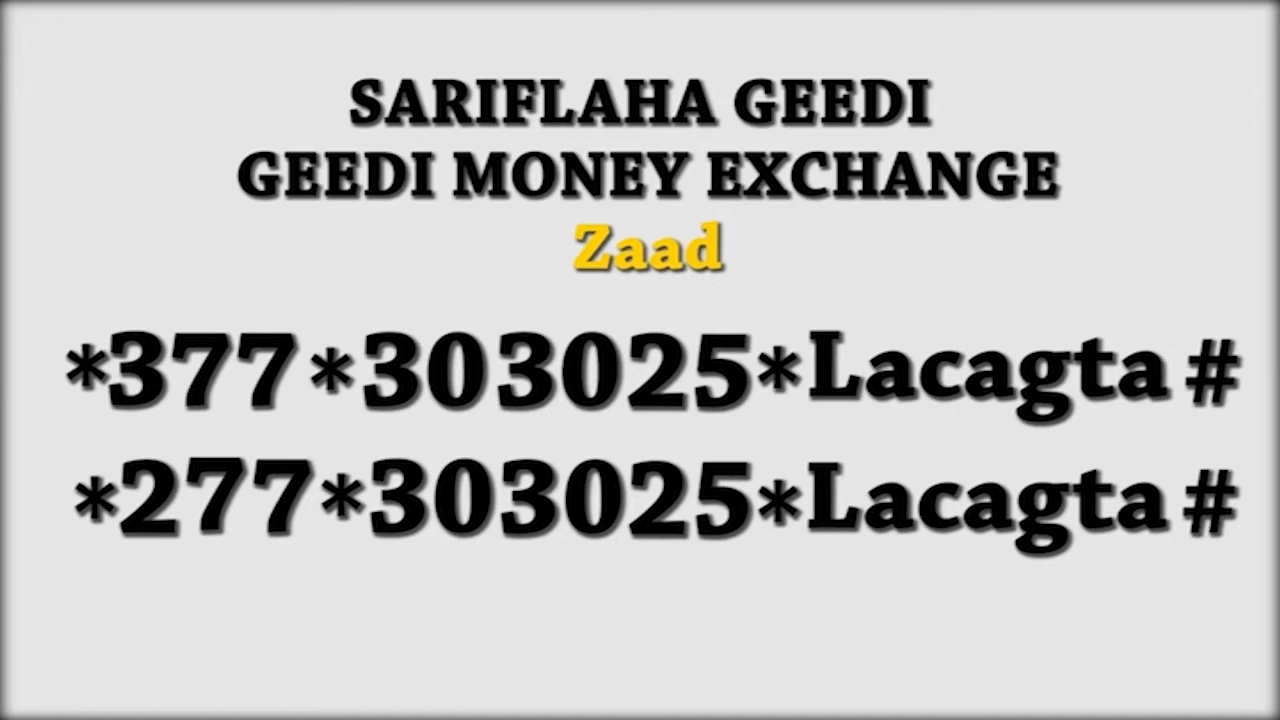 SARIFLAHA GEEDI
GEEDI MONEY EXCHANGE
Zaad
*377*303025*Lacagta #
*277*303025*Lacagta #